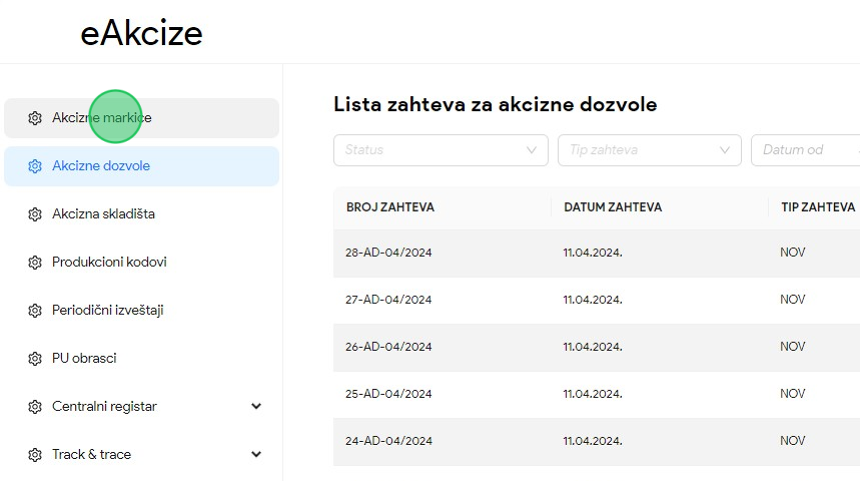 eAkcize
Akcizne markice
Akcizne dozvole
Akcizna skladišta
Produkcioni kodovi
Periodični izveštaji
PU obrasci
Centralni registar
Track & trace
Lista zahteva za akcizne dozvole
Status Tip zahteva Datum od
BROJ ZAHTEVA DATUM ZAHTEVA TIP ZAHTEVA
28-AD-04/2024 11.04.2024. NOV
27-AD-04/2024 11.04.2024. NOV
26-AD-04/2024 11.04.2024. NOV
25-AD-04/2024 11.04.2024. NOV
24-AD-04/2024 11.04.2024. NOV